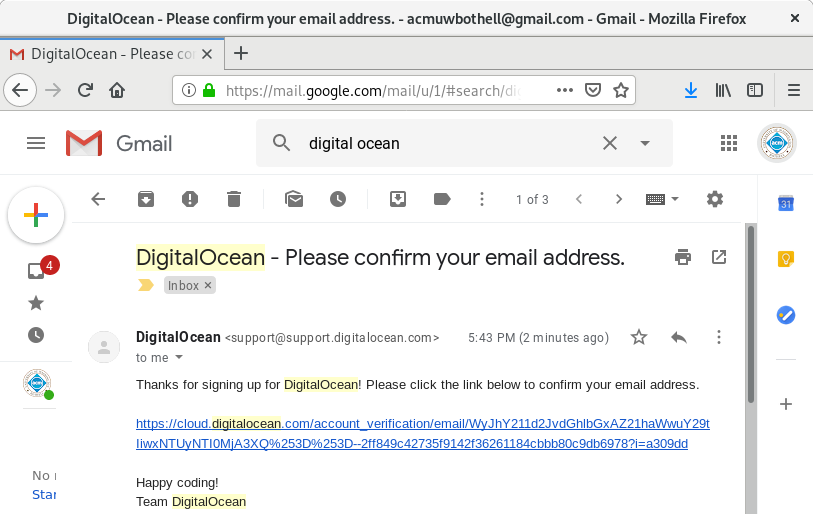 DigitalOcean - Please confirm your email address. - acmuwbothell@gmail.com - Gmail - Mozilla Firefox
DigitalOcean - Please co
https://mail.google.com/mail/u/1/#search/di
Gmail
digital ocean
1 of 3
31
4
DigitalOcean - Please confirm your email address.
Inbox
DigitalOcean <support@support.digitalocean.com>
5:43 PM (2 minutes ago)
to me
Thanks for signing up for DigitalOcean! Please click the link below to confirm your email address.
https://cloud.digitalocean.com/account_verification/email/WyJhY211d2JvdGhlbGxAZ21haWwuY29t
IiwxNTUyNTI0MjA3XQ%253D%253D--2ff849c42735f9142f36261184cbbb80c9db6978?i=a309dd
No
Star
Happy coding!
Team DigitalOcean